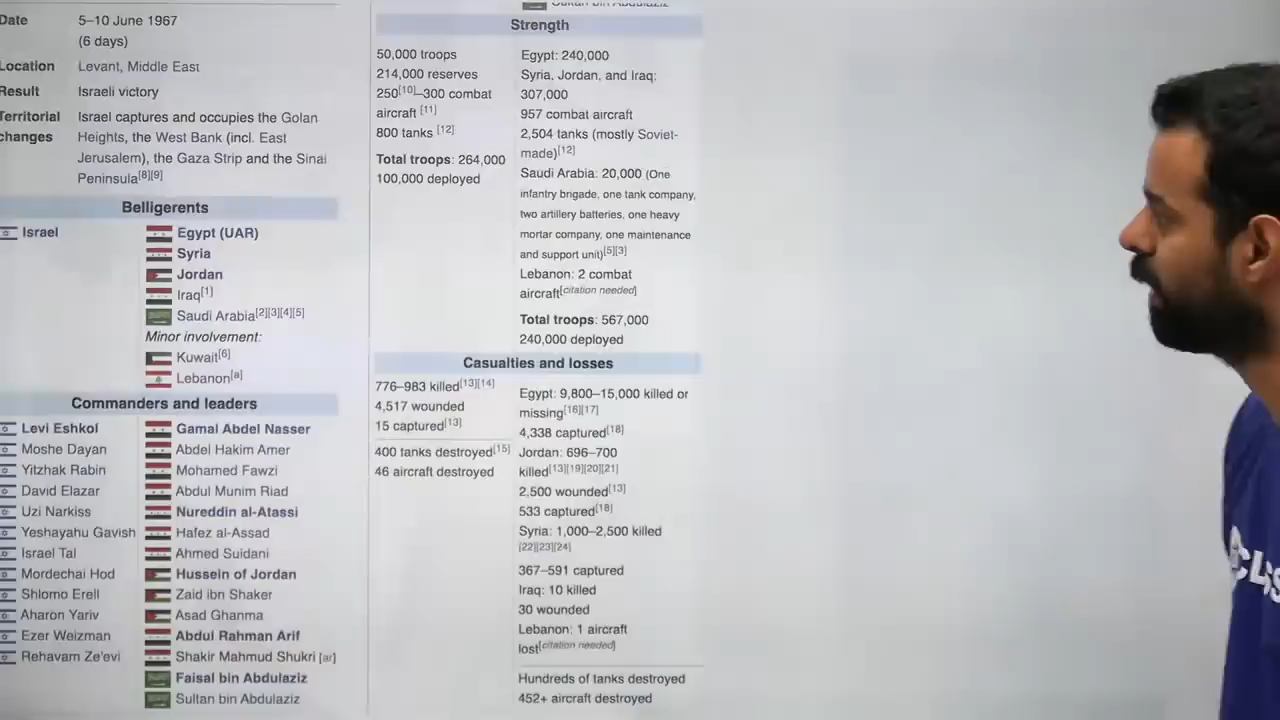 Date 5–10 June 1967
(6 days)
Location Levant, Middle East
Result Israeli victory
Territorial Israel captures and occupies the Golan
changes Heights, the West Bank (incl. East
Jerusalem), the Gaza Strip and the Sinai
Peninsula[8][9]
Belligerents
Israel
Egypt (UAR)
Syria
Jordan
Iraq[1]
Saudi Arabia[2][3][4][5]
Minor involvement:
Kuwait[6]
Lebanon[a]
Commanders and leaders
Levi Eshkol
Moshe Dayan
Yitzhak Rabin
David Elazar
Uzi Narkiss
Yeshayahu Gavish
Israel Tal
Mordechai Hod
Shlomo Erell
Aharon Yariv
Ezer Weizman
Rehavam Ze'evi
Gamal Abdel Nasser
Abdel Hakim Amer
Mohamed Fawzi
Abdul Munim Riad
Nureddin al-Atassi
Hafez al-Assad
Ahmed Suidani
Hussein of Jordan
Zaid ibn Shaker
Asad Ghanma
Abdul Rahman Arif
Shakir Mahmud Shukri [ar]
Faisal bin Abdulaziz
Sultan bin Abdulaziz
Sultan bin Abdulaziz
Strength
50,000 troops
214,000 reserves
250[10]–300 combat
aircraft [11]
800 tanks [12]
Total troops: 264,000
100,000 deployed
Egypt: 240,000
Syria, Jordan, and Iraq:
307,000
957 combat aircraft
2,504 tanks (mostly Soviet-
made)[12]
Saudi Arabia: 20,000 (One
infantry brigade, one tank company,
two artillery batteries, one heavy
mortar company, one maintenance
and support unit)[5][3]
Lebanon: 2 combat
aircraft[citation needed]
Total troops: 567,000
240,000 deployed
Casualties and losses
776–983 killed[13][14]
4,517 wounded
15 captured[13]
400 tanks destroyed[15]
46 aircraft destroyed
Egypt: 9,800–15,000 killed or
missing[16][17]
4,338 captured[18]
Jordan: 696–700
killed[13][19][20][21]
2,500 wounded[13]
533 captured[18]
Syria: 1,000–2,500 killed
[22][23][24]
367–591 captured
Iraq: 10 killed
30 wounded
Lebanon: 1 aircraft
lost[citation needed]
Hundreds of tanks destroyed
452+ aircraft destroyed